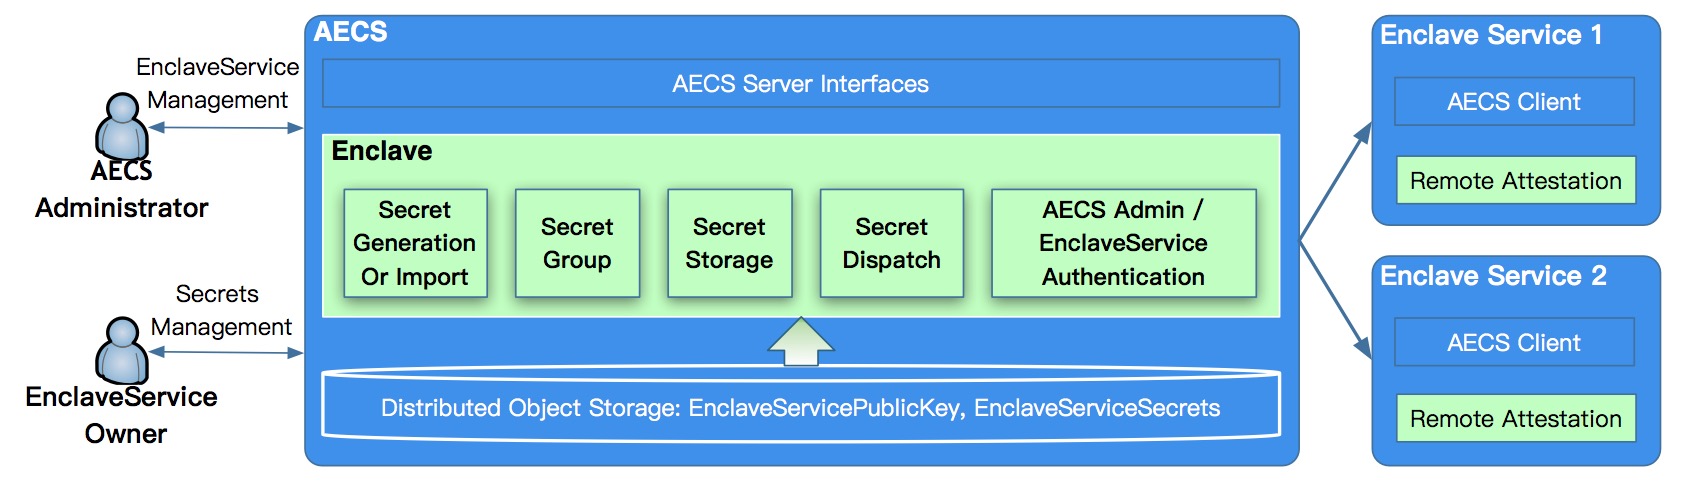 EnclaveService
Management
AECS
Administrator
Secrets
Management
EnclaveService
Owner
AECS
AECS Server Interfaces
Enclave
Secret
Generation
Or Import
Secret
Group
Secret
Storage
Secret
Dispatch
AECS Admin /
EnclaveService
Authentication
Distributed Object Storage: EnclaveServicePublicKey, EnclaveServiceSecrets
Enclave Service 1
AECS Client
Remote Attestation
Enclave Service 2
AECS Client
Remote Attestation